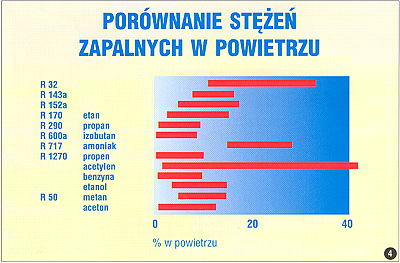 PORÓWNANIE STĘŻEŃ
ZAPALNYCH W POWIETRZU
R 32
R 143a
R 152a
R 170 etan
R 290 propan
R 600a izobutan
R 717 amoniak
R 1270 propen
acetylen
benzyna
etanol
R 50 metan
aceton
0 20 40
% w powietrzu
4